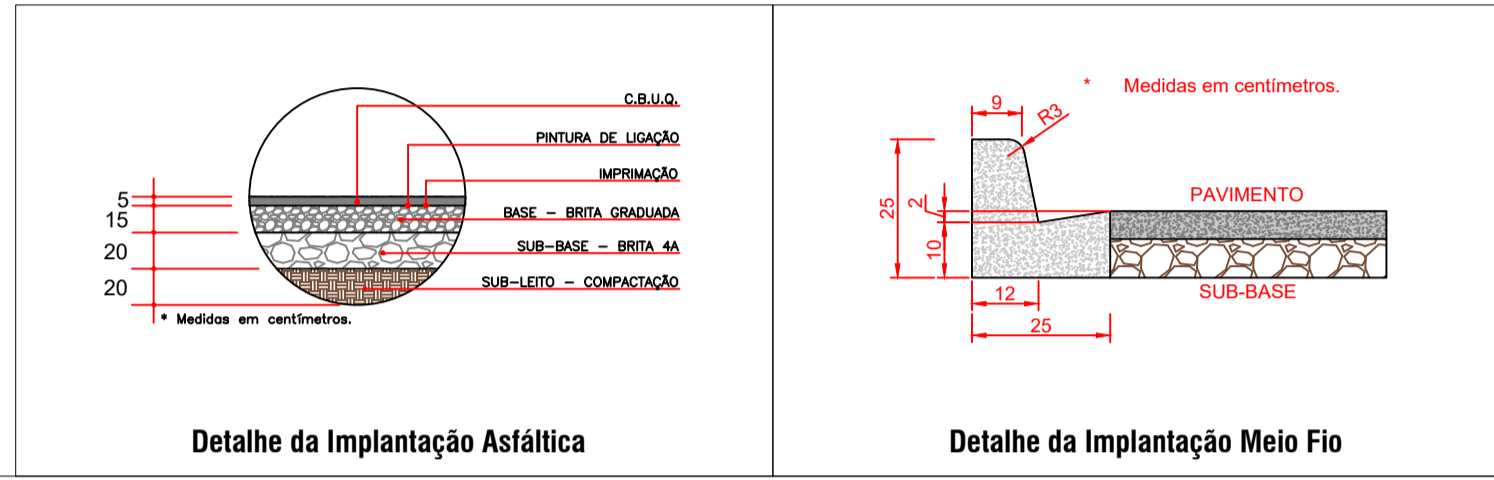 C.B.U.Q.
PINTURA DE LIGAÇÃO
IMPRIMAÇÃO
BASE - BRITA GRADUADA
SUB-BASE - BRITA 4A
SUB-LEITO - COMPACTAÇÃO
5
15
20
20
* Medidas em centímetros.
Detalhe da Implantação Asfáltica
* Medidas em centímetros.
9
R3
25
2
10
PAVIMENTO
SUB-BASE
12
25
Detalhe da Implantação Meio Fio